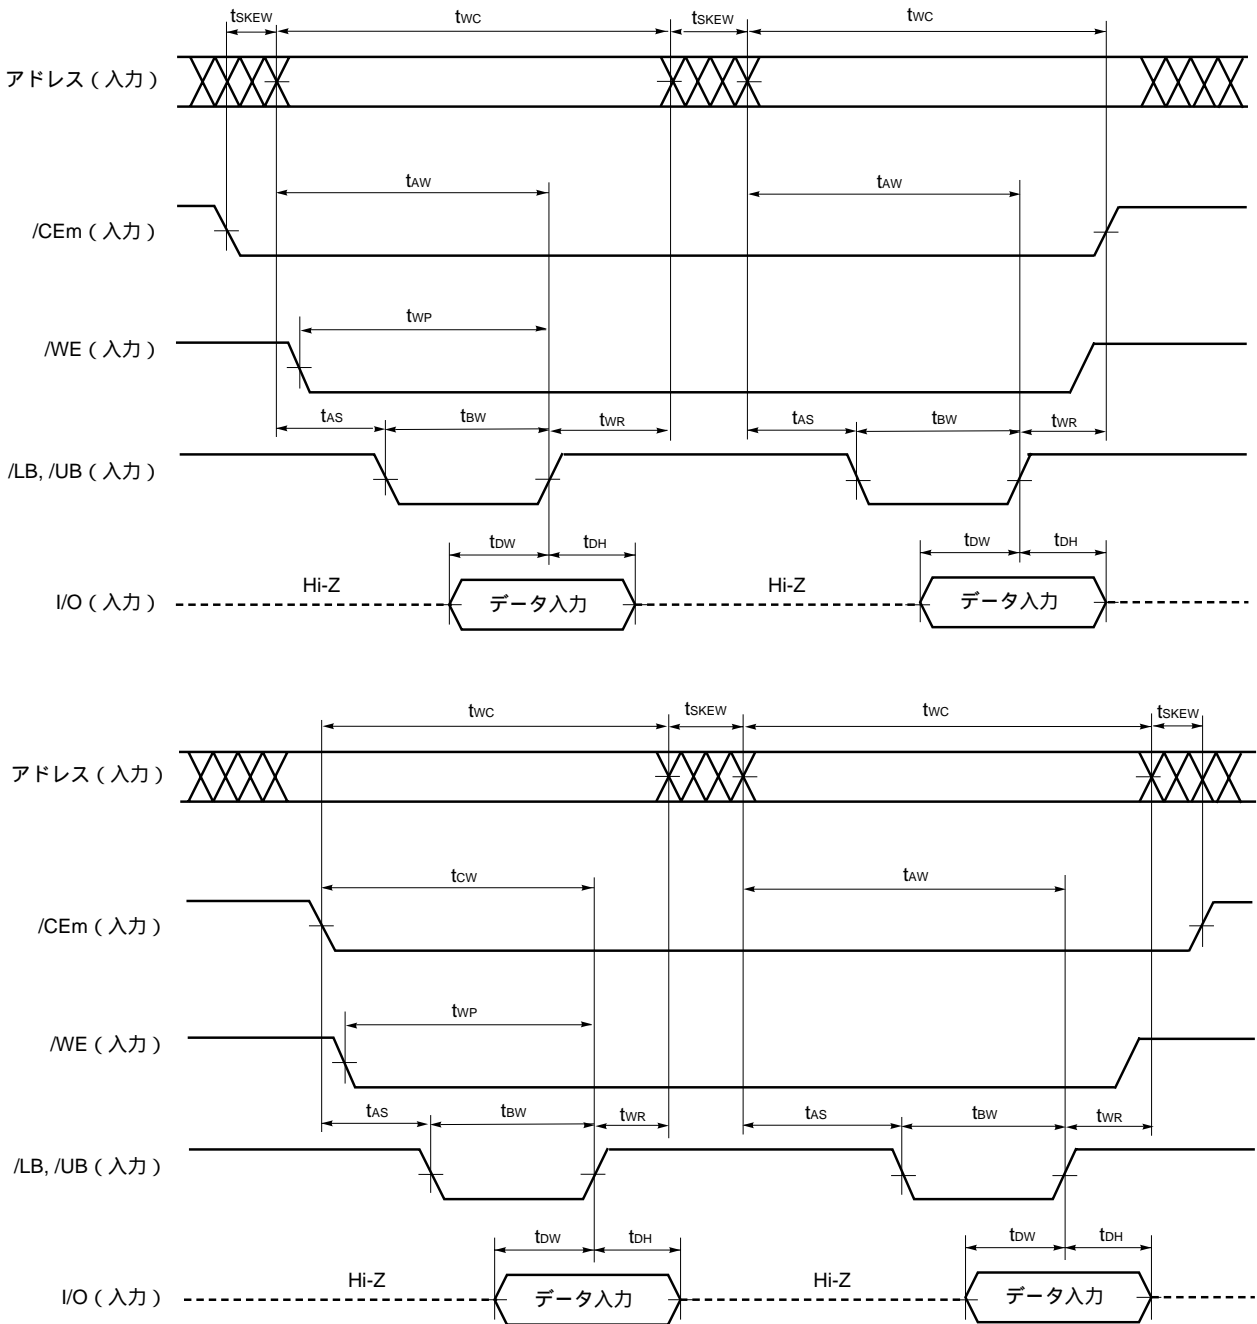 tSKEW tWC tSKEW tWC
アドレス（入力）
tAW tAW
/CEm（入力）
tWP
/WE（入力）
tAS tBW tWR tAS tBW tWR
/LB, /UB（入力）
tDW tDH tDW tDH
Hi-Z Hi-Z
I/O（入力） データ入力 データ入力
tWC tSKEW tWC tSKEW
アドレス（入力）
tCW tAW
/CEm（入力）
tWP
/WE（入力）
tAS tBW tWR tAS tBW tWR
/LB, /UB（入力）
tDW tDH tDW tDH
Hi-Z Hi-Z
I/O（入力） データ入力 データ入力